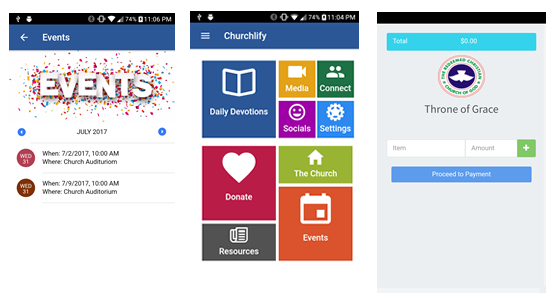 74% 11:06 PM
Events
EVENTS
JULY 2017
WED
31
When: 7/2/2017, 10:00 AM
Where: Church Auditorium
WED
31
When: 7/9/2017, 10:00 AM
Where: Church Auditorium
74% 11:04 PM
Churchlify
Daily Devotions
Media
Connect
Socials
Settings
Donate
The Church
Resources
Events
Total $0.00
THE REDEEMED CHRISTIAN
CHURCH OF GOD
Throne of Grace
Item Amount +
Proceed to Payment